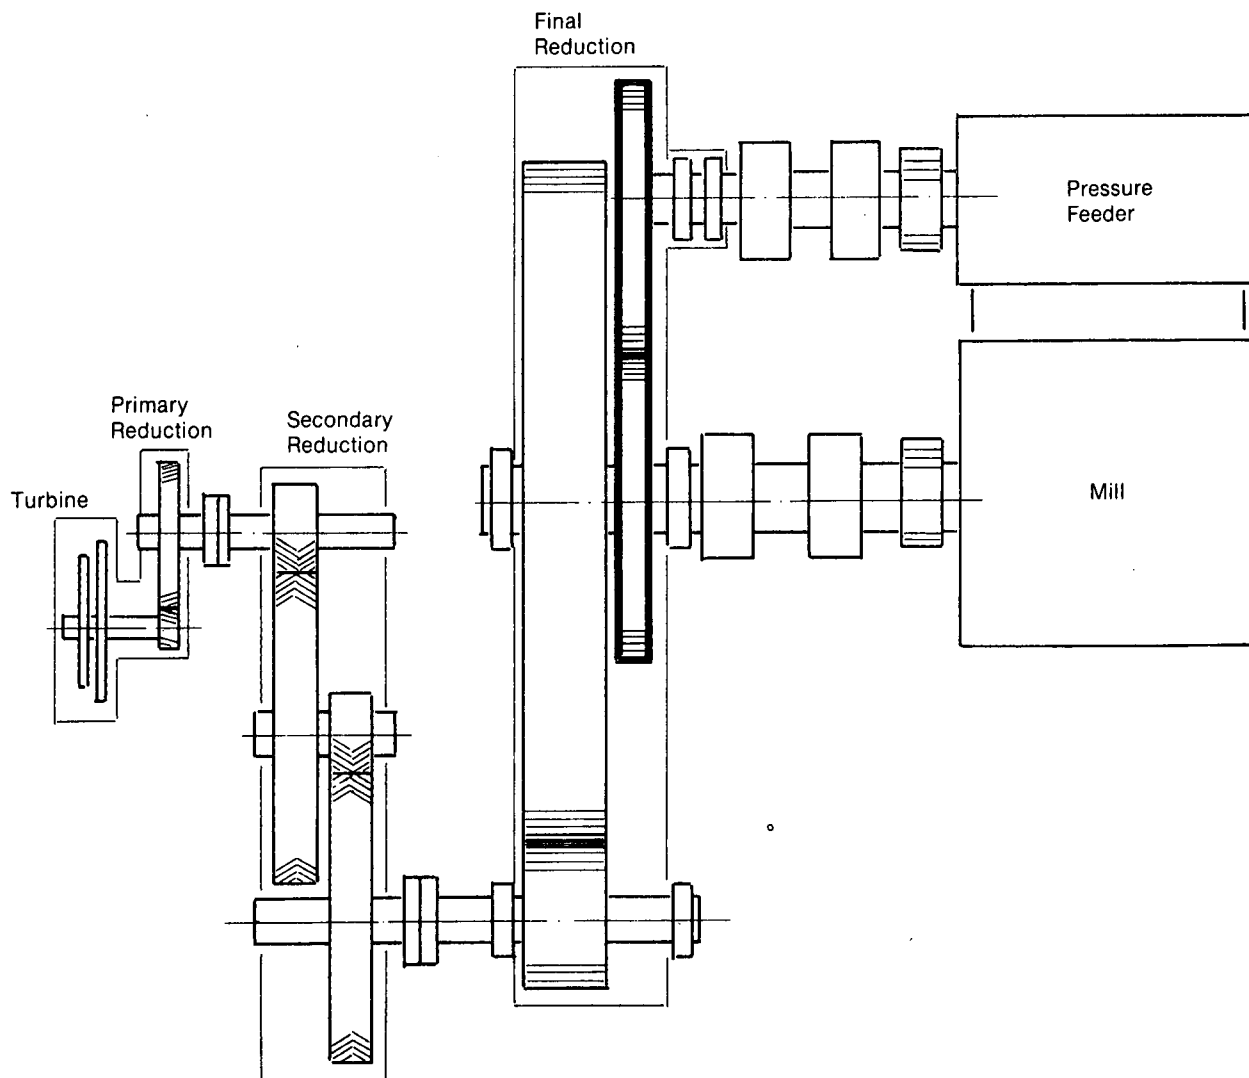 Final
Reduction
Pressure
Feeder
Primary
Reduction
Secondary
Reduction
Turbine
Mill